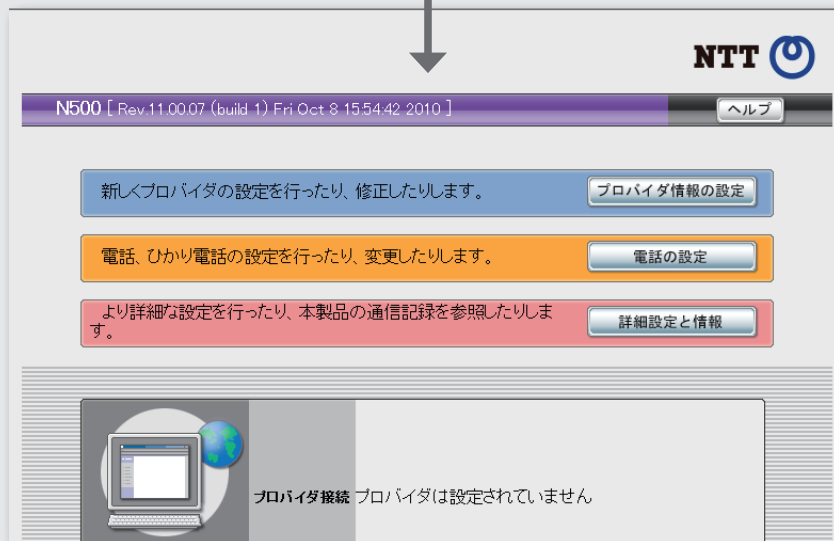 NTT
N500 [ Rev.11.00.07 (build 1) Fri Oct 8 15:54:42 2010 ]
ヘルプ
新しくプロバイダの設定を行ったり、修正したりします。
プロバイダ情報の設定
電話、ひかり電話の設定を行ったり、変更したりします。
電話の設定
より詳細な設定を行ったり、本製品の通信記録を参照したりしま
す。
詳細設定と情報
プロバイダ接続 プロバイダは設定されていません